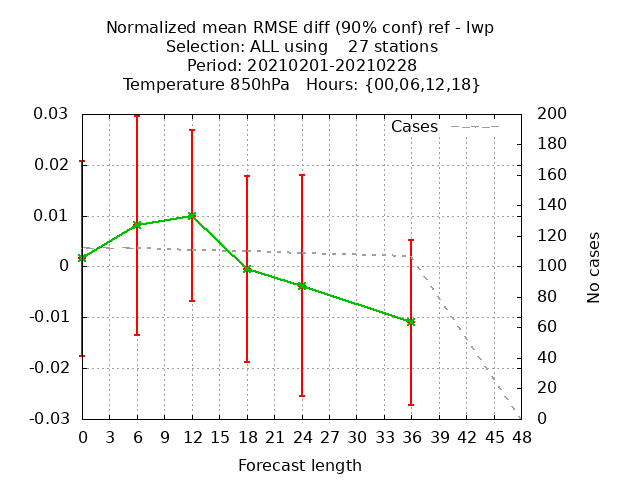 Normalized mean RMSE diff (90% conf) ref - lwp
Selection: ALL using    27 stations
Period: 20210201-20210228
Temperature 850hPa   Hours: {00,06,12,18}
Cases
0.03
0.02
0.01
0
-0.01
-0.02
-0.03
200
180
160
140
120
100
80
60
40
20
0
No cases
0 3 6 9 12 15 18 21 24 27 30 33 36 39 42 45 48
Forecast length